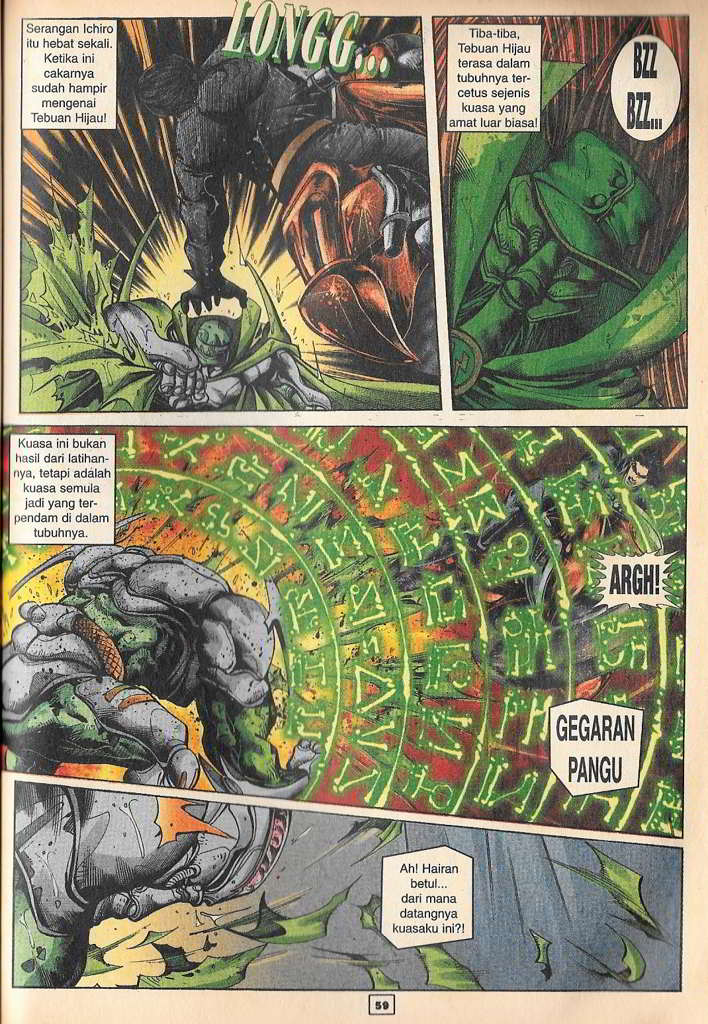 Serangan Ichiro
itu hebat sekali.
Ketika ini
cakarnya
sudah hampir
mengenai
Tebuan Hijau!
LONGG...
Tiba-tiba,
Tebuan Hijau
terasa dalam
tubuhnya ter-
cetus sejenis
kuasa yang
amat luar biasa!
BZZ
BZZ...
Kuasa ini bukan
hasil dari latihan-
nya, tetapi adalah
kuasa semula
jadi yang ter-
pendam di dalam
tubuhnya.
ARGH!
GEGARAN
PANGU
Ah! Hairan
betul...
dari mana
datangnya
kuasaku ini?!
59